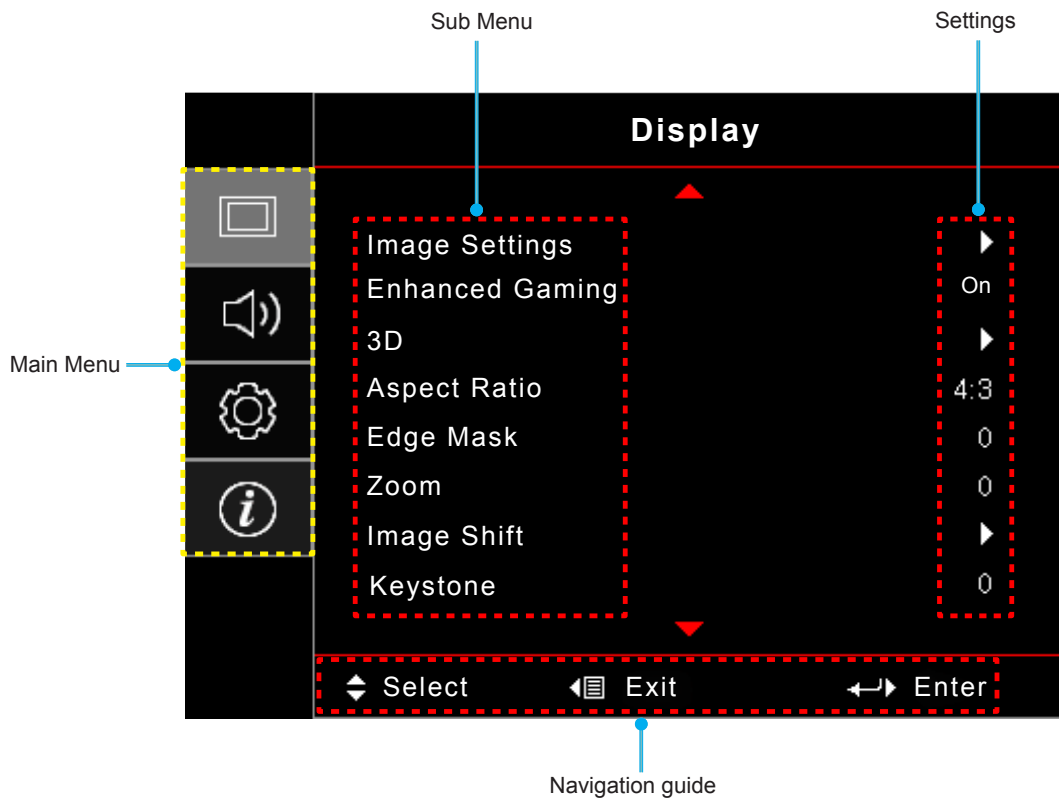 Sub Menu
Settings
Display
Image Settings
Enhanced Gaming
On
3D
Main Menu
Aspect Ratio
4:3
Edge Mask
0
Zoom
0
i
Image Shift
Keystone
0
Select
Exit
Enter
Navigation guide